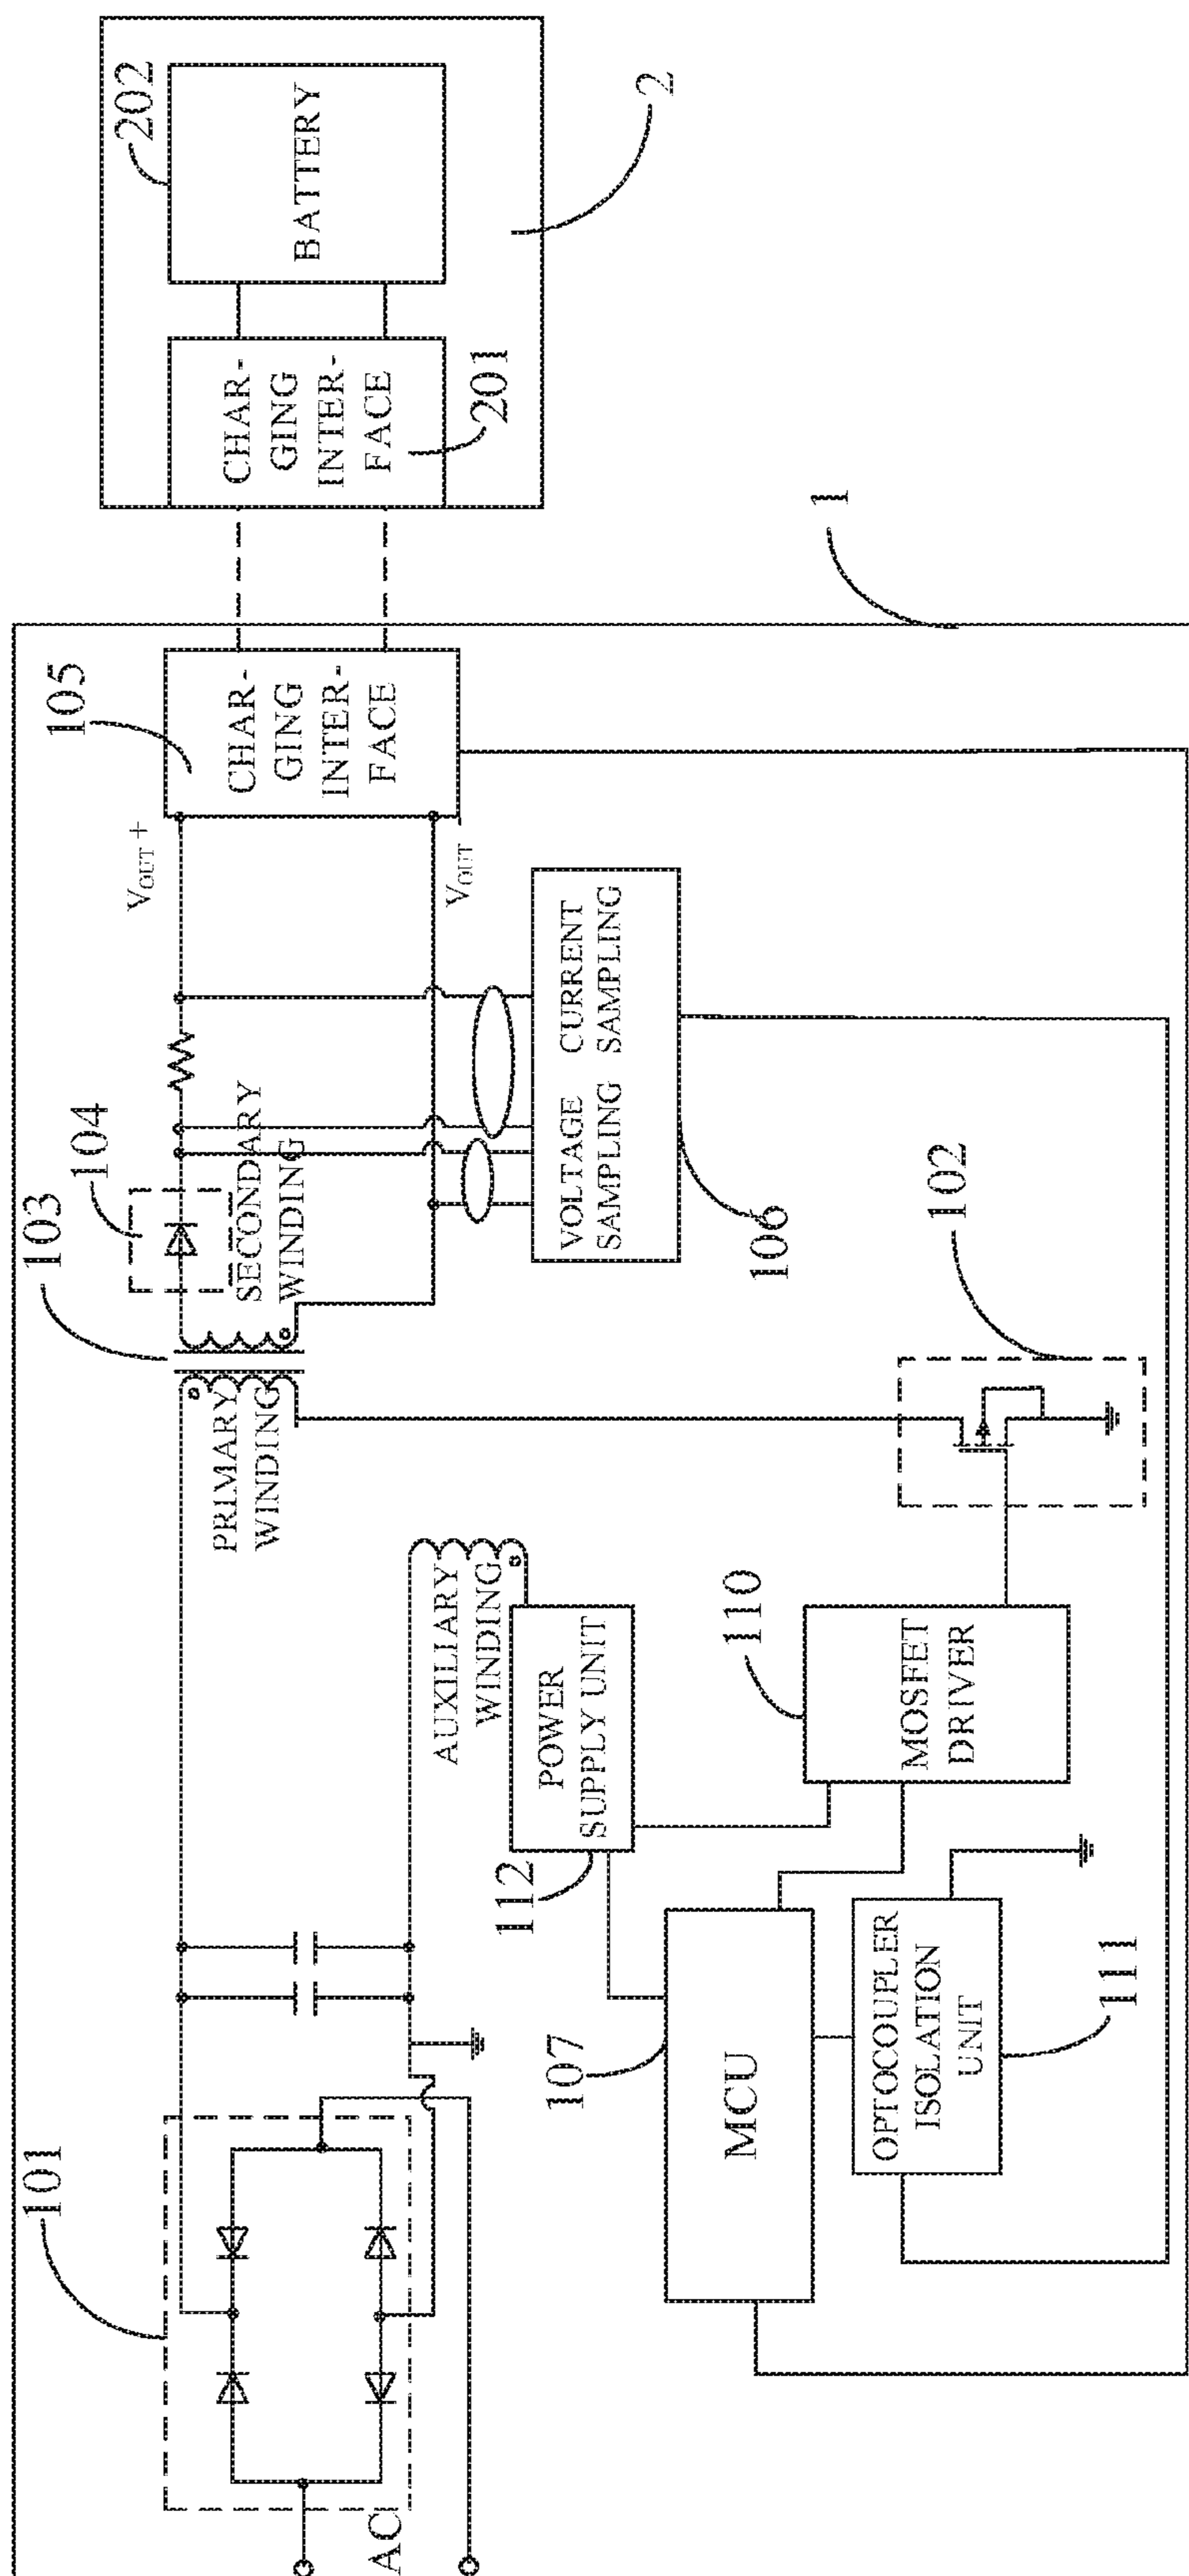 101
AC
103
PRIMARY
WINDING
104
SECONDARY
WINDING
V_OUT +
V_OUT -
105
CHAR-
GING
INTER-
FACE
202
BATTERY
CHAR-
GING
INTER-
FACE
201
2
1
AUXILIARY
WINDING
POWER
SUPPLY UNIT
112
VOLTAGE
SAMPLING
CURRENT
SAMPLING
106
102
110
MOSFET
DRIVER
107
MCU
OPTOCOUPLER
ISOLATION
UNIT
111